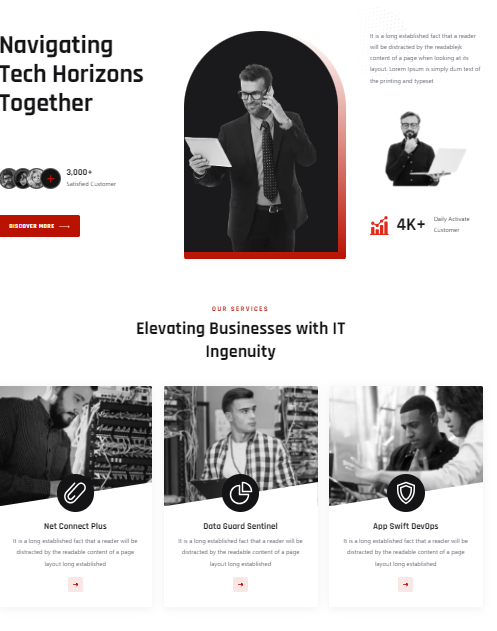 Navigating
Tech Horizons
Together
3,000+
Satisfied Customer
DISCOVER MORE
It is a long established fact that a reader
will be distracted by the readablejk
content of a page when looking at its
layout. Lorem Ipsum is simply dum text of
the printing and typeset
4K+
Daily Activate
Customer
OUR SERVICES
Elevating Businesses with IT
Ingenuity
Net Connect Plus
It is a long established fact that a reader will be
distracted by the readable content of a page
layout long established
Data Guard Sentinel
It is a long established fact that a reader will be
distracted by the readable content of a page
layout long established
App Swift DevOps
It is a long established fact that a reader will be
distracted by the readable content of a page
layout long established